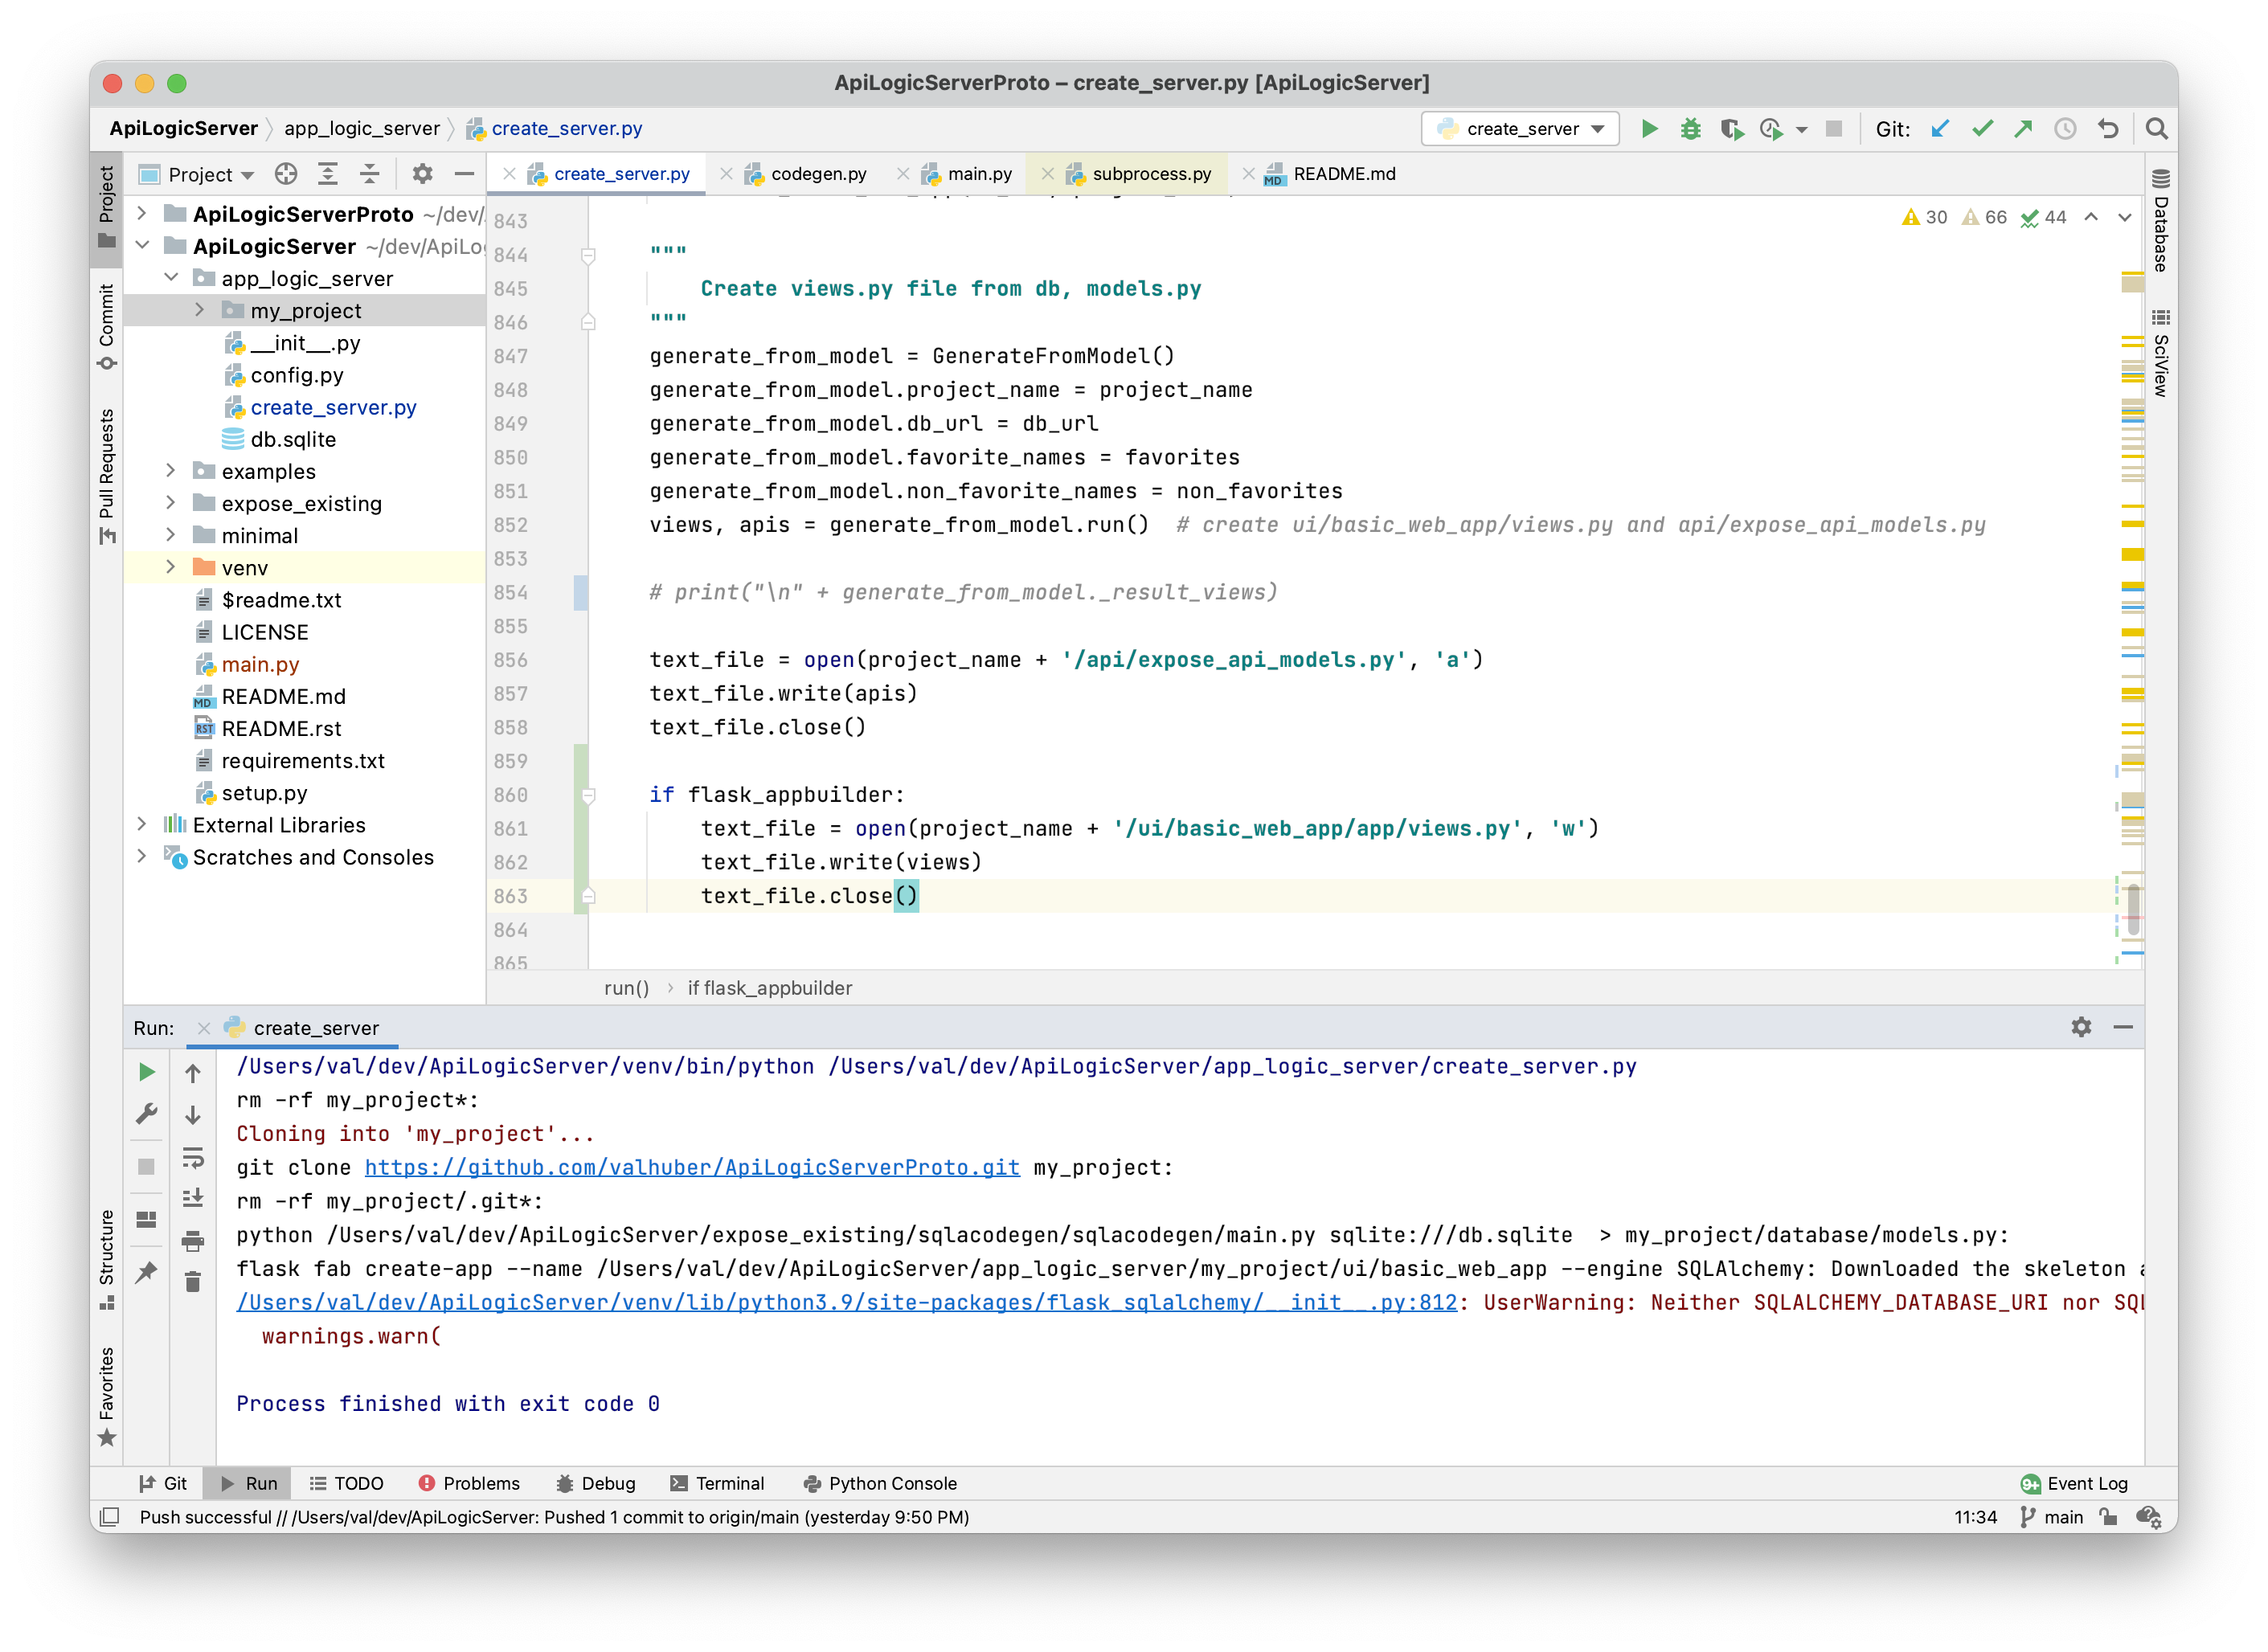 ApiLogicServerProto – create_server.py [ApiLogicServer]
ApiLogicServer
app_logic_server
create_server.py
create_server
Git:
Project
create_server.py
codegen.py
main.py
subprocess.py
README.md
Project
Commit
Pull Requests
Structure
Favorites
Database
SciView
ApiLogicServerProto ~/dev/
ApiLogicServer ~/dev/ApiLo
app_logic_server
my_project
__init__.py
config.py
create_server.py
db.sqlite
examples
expose_existing
minimal
venv
$readme.txt
LICENSE
main.py
README.md
README.rst
requirements.txt
setup.py
External Libraries
Scratches and Consoles
30 66 44
843
844 """
845 Create views.py file from db, models.py
846 """
847 generate_from_model = GenerateFromModel()
848 generate_from_model.project_name = project_name
849 generate_from_model.db_url = db_url
850 generate_from_model.favorite_names = favorites
851 generate_from_model.non_favorite_names = non_favorites
852 views, apis = generate_from_model.run()  # create ui/basic_web_app/views.py and api/expose_api_models.py
853
854 # print("\n" + generate_from_model._result_views)
855
856 text_file = open(project_name + '/api/expose_api_models.py', 'a')
857 text_file.write(apis)
858 text_file.close()
859
860 if flask_appbuilder:
861 text_file = open(project_name + '/ui/basic_web_app/app/views.py', 'w')
862 text_file.write(views)
863 text_file.close()
864
865
run() › if flask_appbuilder
Run: create_server
/Users/val/dev/ApiLogicServer/venv/bin/python /Users/val/dev/ApiLogicServer/app_logic_server/create_server.py
rm -rf my_project*:
Cloning into 'my_project'...
git clone https://github.com/valhuber/ApiLogicServerProto.git my_project:
rm -rf my_project/.git*:
python /Users/val/dev/ApiLogicServer/expose_existing/sqlacodegen/sqlacodegen/main.py sqlite:///db.sqlite  > my_project/database/models.py:
flask fab create-app --name /Users/val/dev/ApiLogicServer/app_logic_server/my_project/ui/basic_web_app --engine SQLAlchemy: Downloaded the skeleton
/Users/val/dev/ApiLogicServer/venv/lib/python3.9/site-packages/flask_sqlalchemy/__init__.py:812: UserWarning: Neither SQLALCHEMY_DATABASE_URI nor SQL
warnings.warn(
Process finished with exit code 0
Git
Run
TODO
Problems
Debug
Terminal
Python Console
9+ Event Log
Push successful // /Users/val/dev/ApiLogicServer: Pushed 1 commit to origin/main (yesterday 9:50 PM)
11:34
main